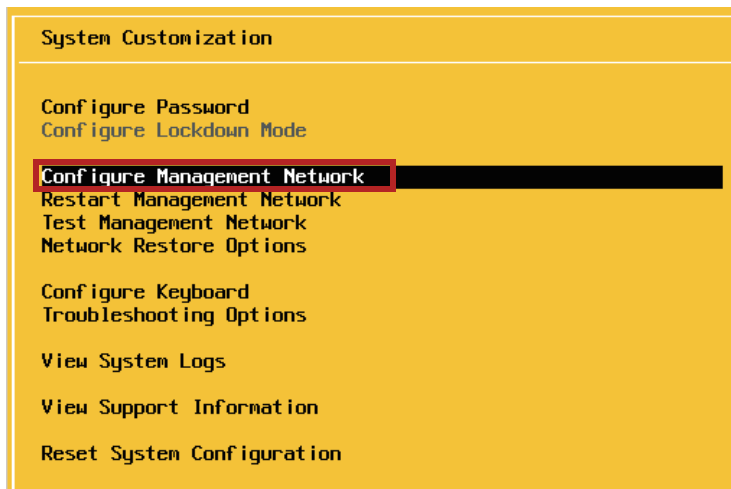 System Customization
Configure Password
Configure Lockdown Mode
Configure Management Network
Restart Management Network
Test Management Network
Network Restore Options
Configure Keyboard
Troubleshooting Options
View System Logs
View Support Information
Reset System Configuration